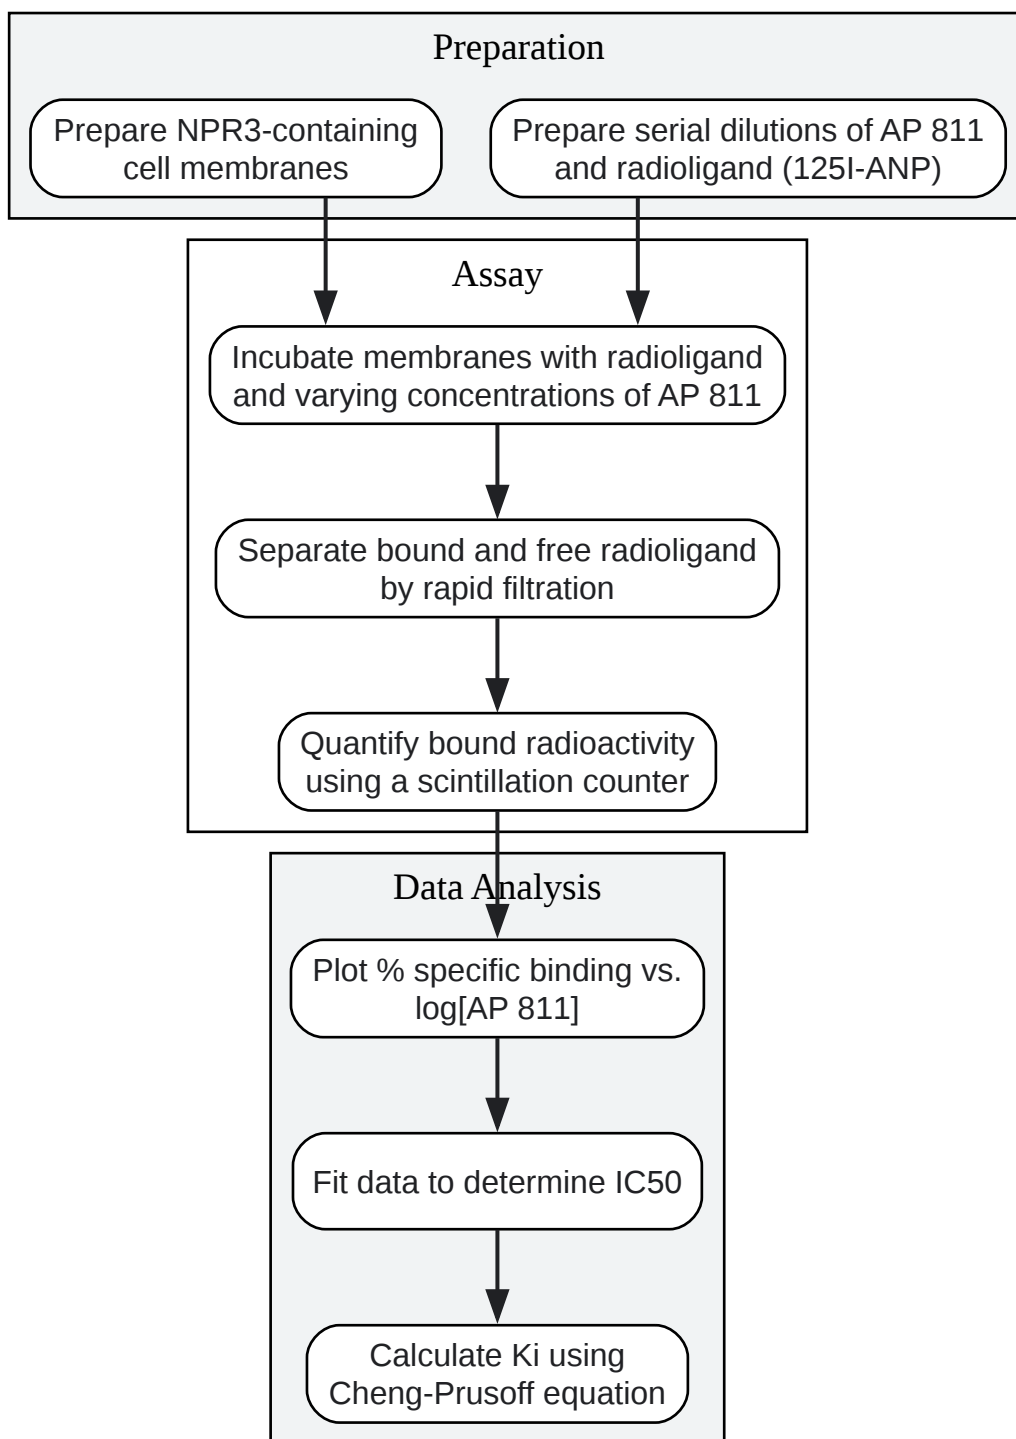 Preparation
Prepare NPR3-containing
cell membranes
Prepare serial dilutions of AP 811
and radioligand (125I-ANP)
Assay
Incubate membranes with radioligand
and varying concentrations of AP 811
Separate bound and free radioligand
by rapid filtration
Quantify bound radioactivity
using a scintillation counter
Data Analysis
Plot % specific binding vs.
log[AP 811]
Fit data to determine IC50
Calculate Ki using
Cheng-Prusoff equation